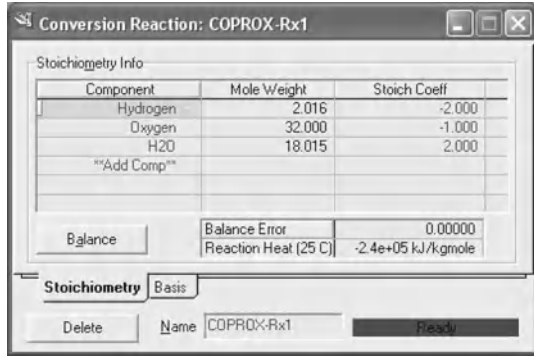 Conversion Reaction: COPROX-Rx1
Stoichiometry Info
Component Mole Weight Stoich Coeff
Hydrogen 2.016 -2.000
Oxygen 32.000 -1.000
H2O 18.015 2.000
**Add Comp**
Balance
Balance Error 0.00000
Reaction Heat (25 C) -2.4e+05 kJ/kgmole
Stoichiometry Basis
Delete Name COPROX-Rx1 Ready